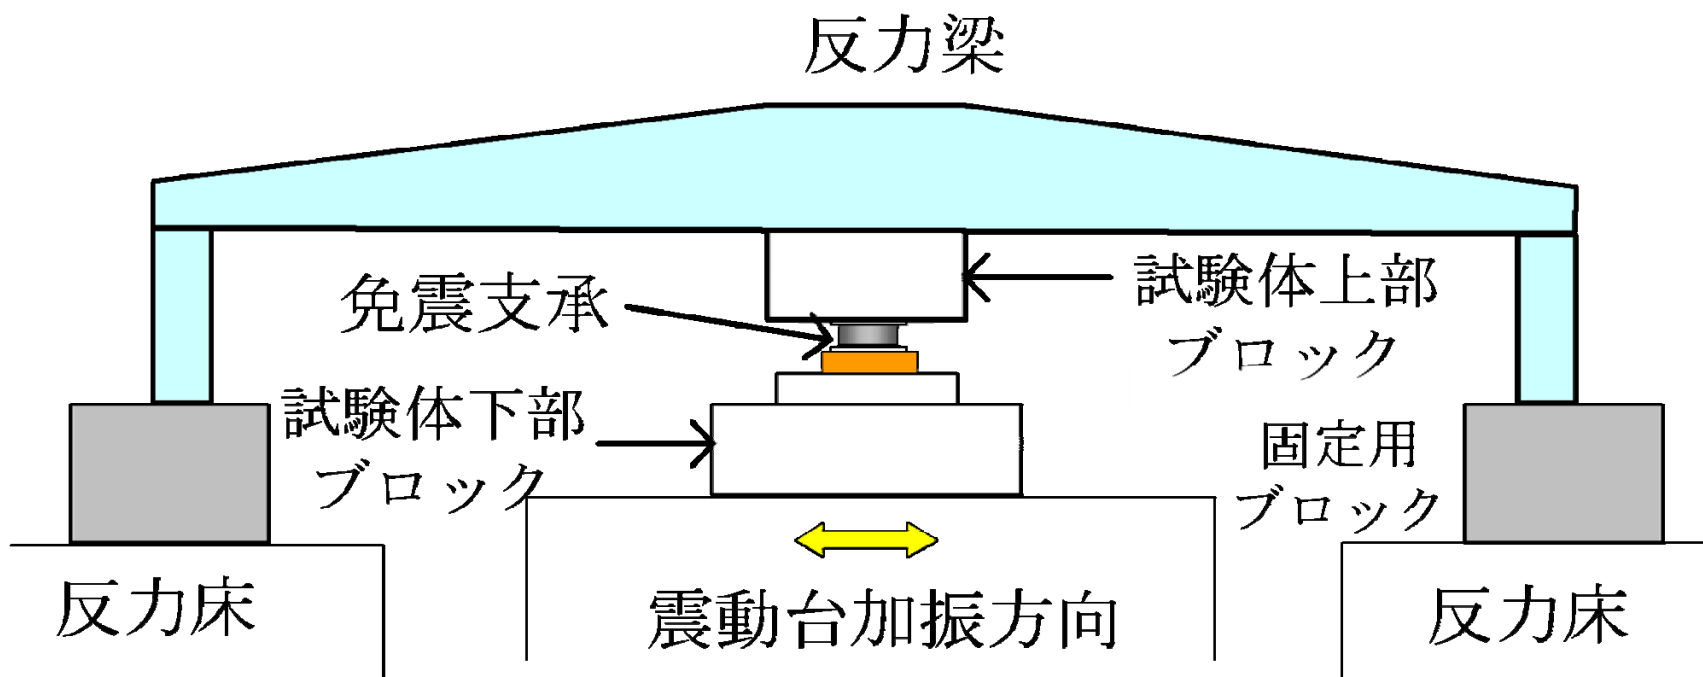 反力梁
免震支承
試験体上部
ブロック
試験体下部
ブロック
固定用
ブロック
反力床
震動台加振方向
反力床